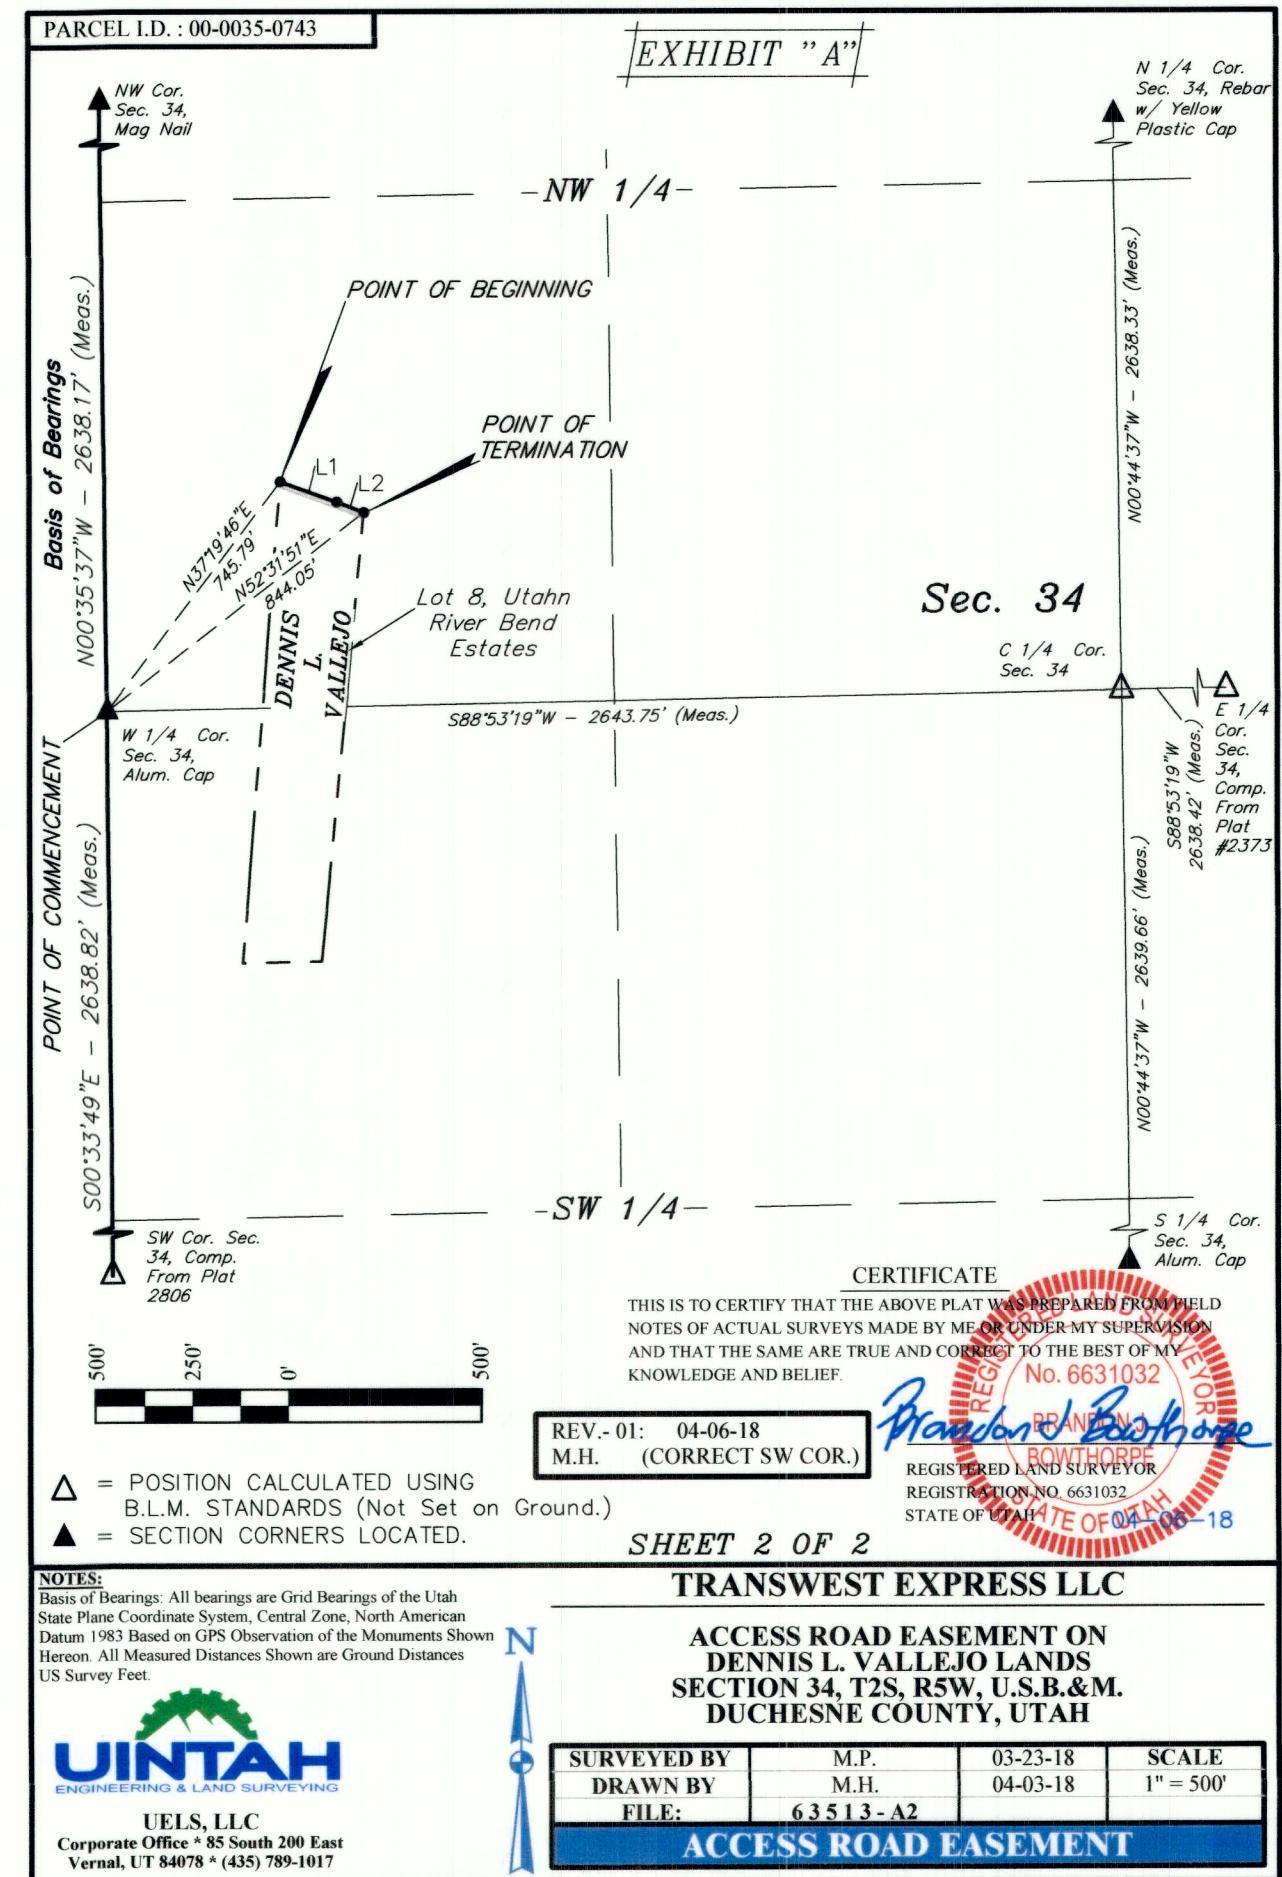 PARCEL I.D. : 00-0035-0743
EXHIBIT "A"
NW Cor.
Sec. 34,
Mag Nail
N 1/4 Cor.
Sec. 34, Rebar
w/ Yellow
Plastic Cap
NW 1/4
POINT OF BEGINNING
Basis of Bearings
N00°35'37"W - 2638.17' (Meas.)
N00°44'37"W - 2638.33' (Meas.)
POINT OF
TERMINATION
L1
L2
N37°19'46"E
745.79'
N52°31'51"E
844.05'
Lot 8, Utahn
River Bend
Estates
DENNIS
L.
VALLEJO
Sec. 34
C 1/4 Cor.
Sec. 34
S88°53'19"W - 2643.75' (Meas.)
W 1/4 Cor.
Sec. 34,
Alum. Cap
E 1/4
Cor.
Sec.
34,
Comp.
From
Plat
#2373
S88°53'19"W
2638.42' (Meas.)
POINT OF COMMENCEMENT
S00°33'49"E - 2638.82' (Meas.)
N00°44'37"W - 2639.66' (Meas.)
SW 1/4
SW Cor. Sec.
34, Comp.
From Plat
2806
S 1/4 Cor.
Sec. 34,
Alum. Cap
CERTIFICATE
THIS IS TO CERTIFY THAT THE ABOVE PLAT WAS PREPARED FROM FIELD
NOTES OF ACTUAL SURVEYS MADE BY ME OR UNDER MY SUPERVISION
AND THAT THE SAME ARE TRUE AND CORRECT TO THE BEST OF MY
KNOWLEDGE AND BELIEF.
REGISTERED LAND SURVEYOR
No. 6631032
BRANDON J.
BOWTHORPE
STATE OF UTAH
Brandon J Bowthorpe
REGISTERED LAND SURVEYOR
REGISTRATION NO. 6631032
STATE OF UTAH
04-06-18
500'
250'
0'
500'
REV.- 01: 04-06-18
M.H. (CORRECT SW COR.)
= POSITION CALCULATED USING
B.L.M. STANDARDS (Not Set on Ground.)
= SECTION CORNERS LOCATED.
SHEET 2 OF 2
NOTES:
Basis of Bearings: All bearings are Grid Bearings of the Utah
State Plane Coordinate System, Central Zone, North American
Datum 1983 Based on GPS Observation of the Monuments Shown
Hereon. All Measured Distances Shown are Ground Distances
US Survey Feet.
N
UINTAH
ENGINEERING & LAND SURVEYING
UELS, LLC
Corporate Office * 85 South 200 East
Vernal, UT 84078 * (435) 789-1017
TRANSWEST EXPRESS LLC
ACCESS ROAD EASEMENT ON
DENNIS L. VALLEJO LANDS
SECTION 34, T2S, R5W, U.S.B.&M.
DUCHESNE COUNTY, UTAH
SURVEYED BY M.P. 03-23-18 SCALE
DRAWN BY M.H. 04-03-18 1" = 500'
FILE: 63513-A2
ACCESS ROAD EASEMENT